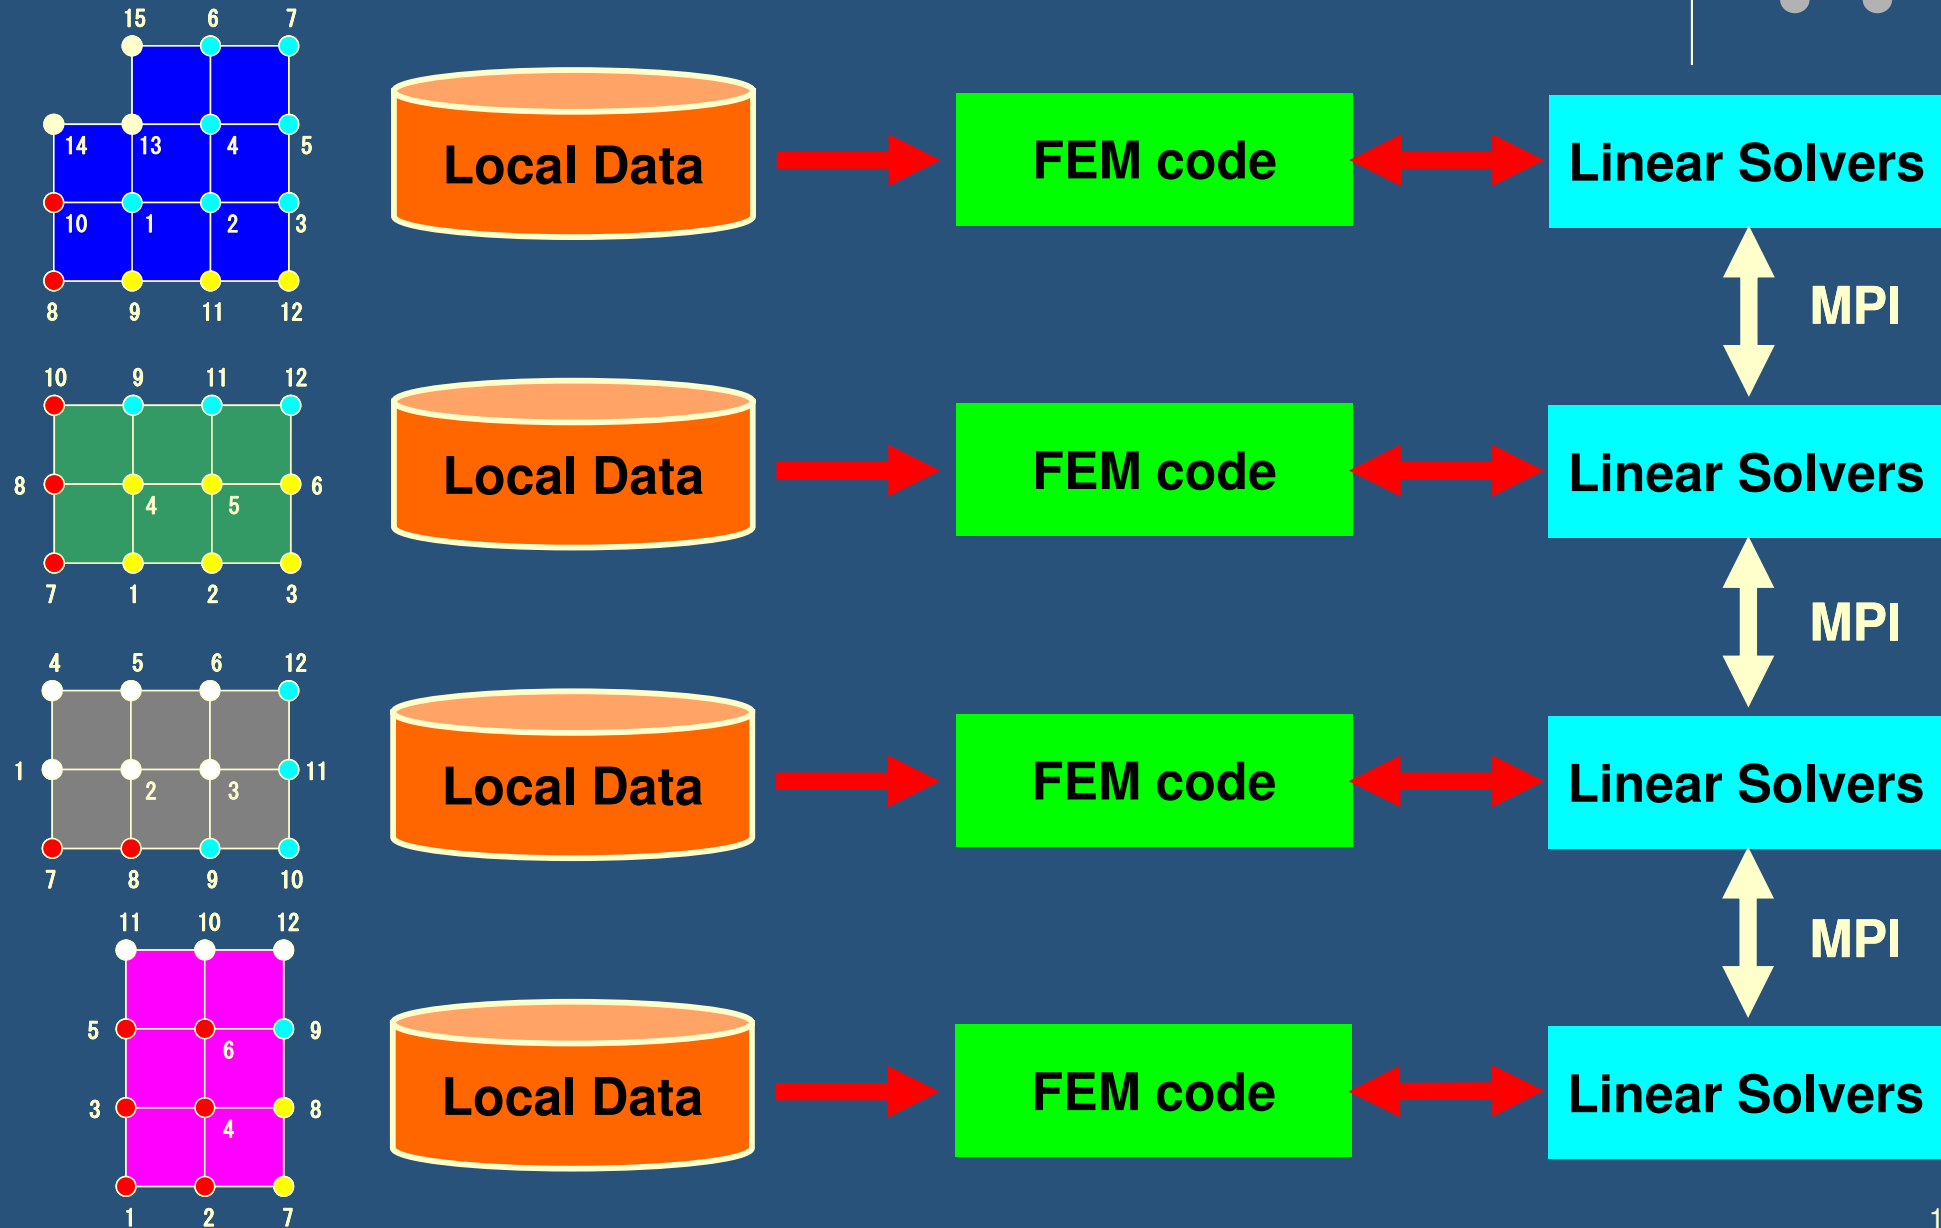 15 6 7
14 13 4 5
Local Data
FEM code
Linear Solvers
10 1 2 3
8 9 11 12
MPI
10 9 11 12
8 4 5 6
Local Data
FEM code
Linear Solvers
7 1 2 3
MPI
4 5 6 12
1 2 3 11
Local Data
FEM code
Linear Solvers
7 8 9 10
MPI
11 10 12
5 6 9
3 4 8
Local Data
FEM code
Linear Solvers
1 2 7
1